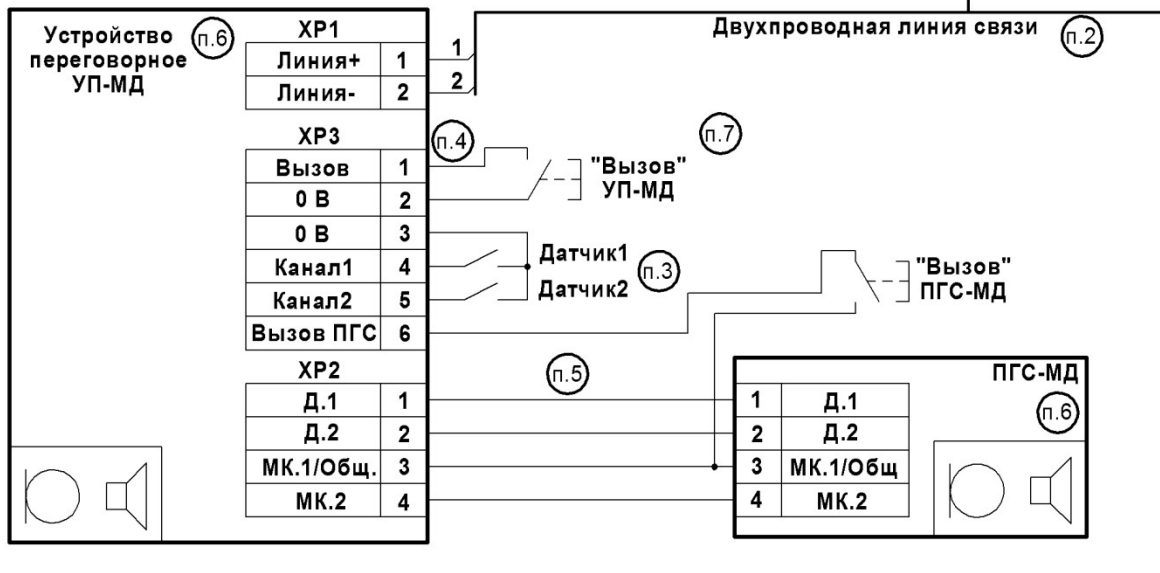 Устройство
переговорное
УП-МД
п.6
XP1
Линия+ 1
Линия- 2
1
2
Двухпроводная линия связи
п.2
XP3
Вызов 1
0 В 2
0 В 3
Канал1 4
Канал2 5
Вызов ПГС 6
п.4
"Вызов"
УП-МД
п.7
Датчик1
Датчик2
п.3
"Вызов"
ПГС-МД
XP2
Д.1 1
Д.2 2
МК.1/Общ. 3
МК.2 4
п.5
ПГС-МД
п.6
1 Д.1
2 Д.2
3 МК.1/Общ
4 МК.2